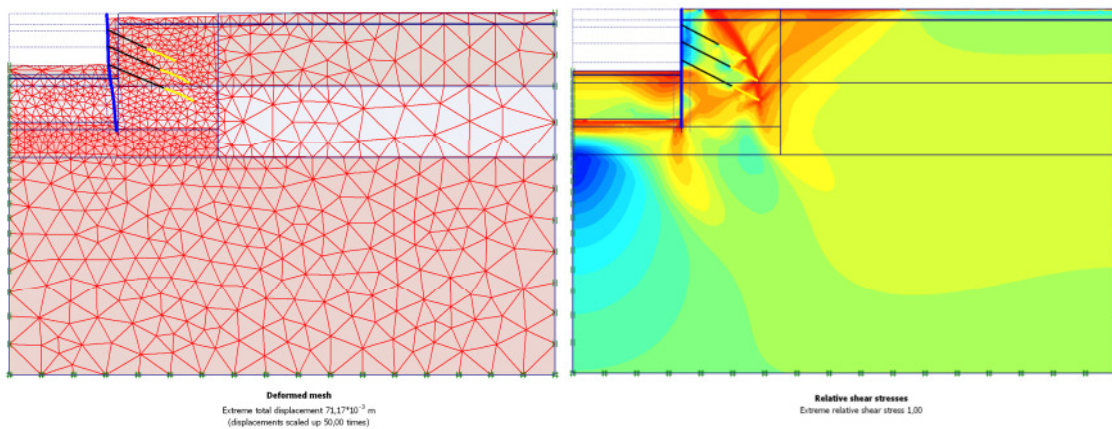 Deformed mesh
Extreme total displacement 71,17*10-3 m
(displacements scaled up 50,00 times)
Relative shear stresses
Extreme relative shear stress 1,00